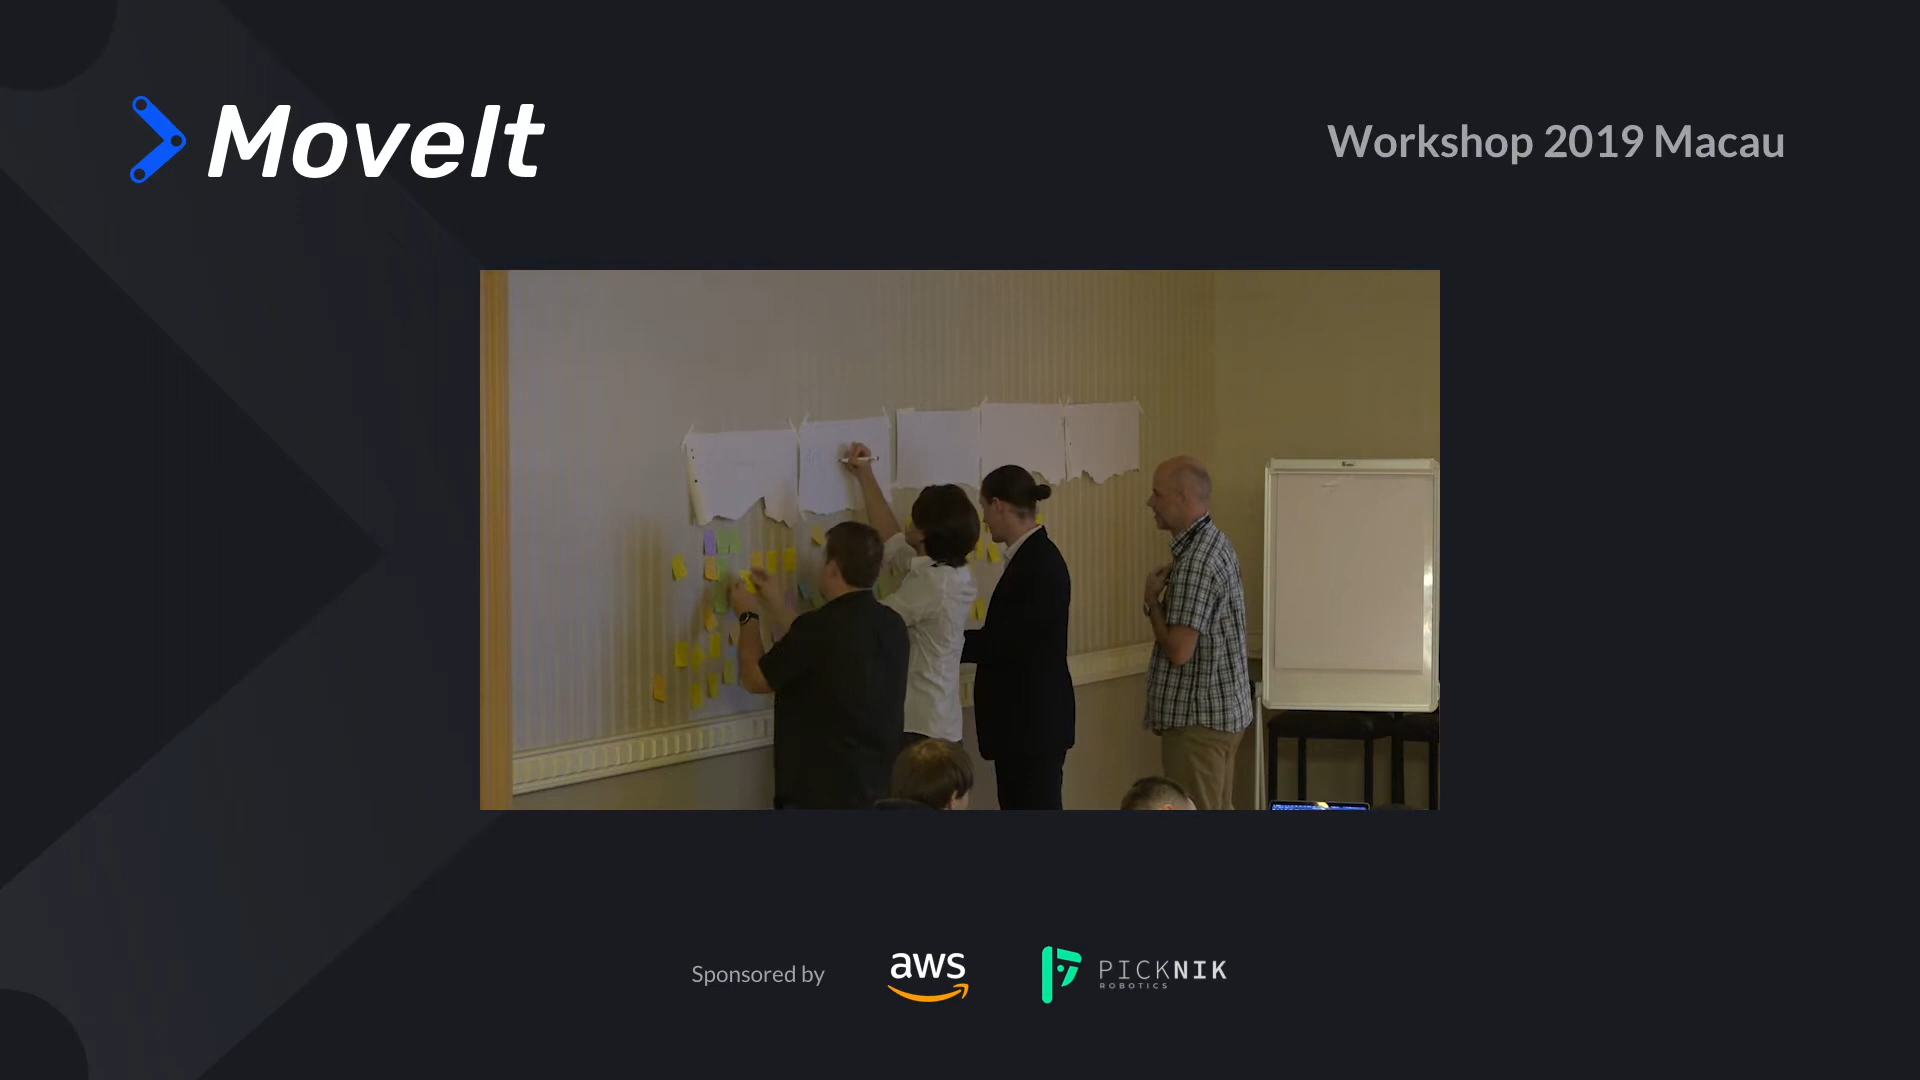 MoveIt
Workshop 2019 Macau
Sponsored by
aws
PICKNIK
ROBOTICS